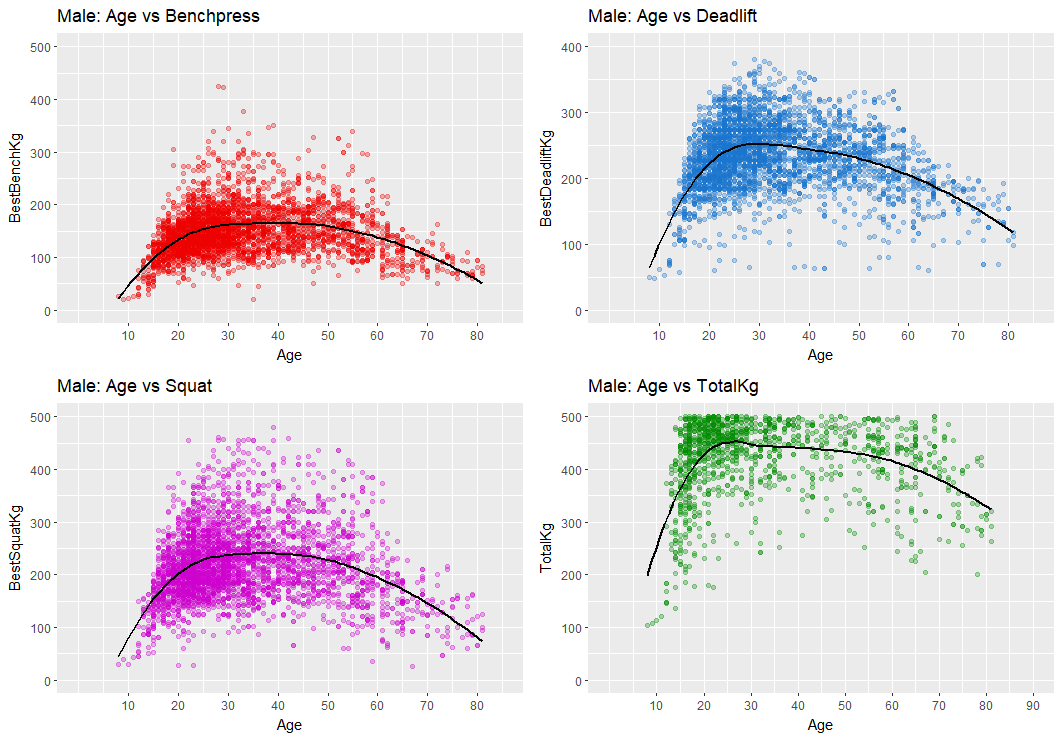 Male: Age vs Benchpress
500
400
300
200
100
0
BestBenchKg
10 20 30 40 50 60 70 80
Age
Male: Age vs Deadlift
400
300
200
100
0
BestDeadliftKg
10 20 30 40 50 60 70 80
Age
Male: Age vs Squat
500
400
300
200
100
0
BestSquatKg
10 20 30 40 50 60 70 80
Age
Male: Age vs TotalKg
500
400
300
200
100
0
TotalKg
10 20 30 40 50 60 70 80 90
Age